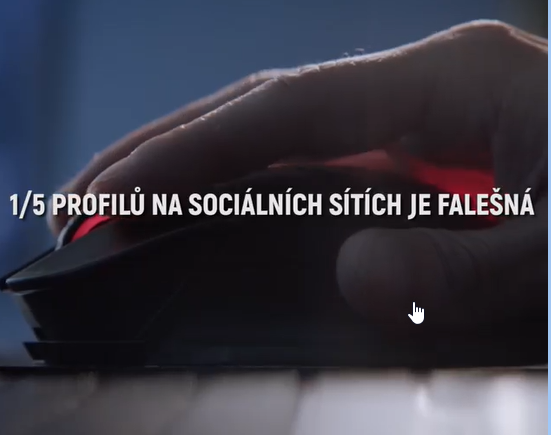 1/5 PROFILŮ NA SOCIÁLNÍCH SÍTÍCH JE FALEŠNÁ